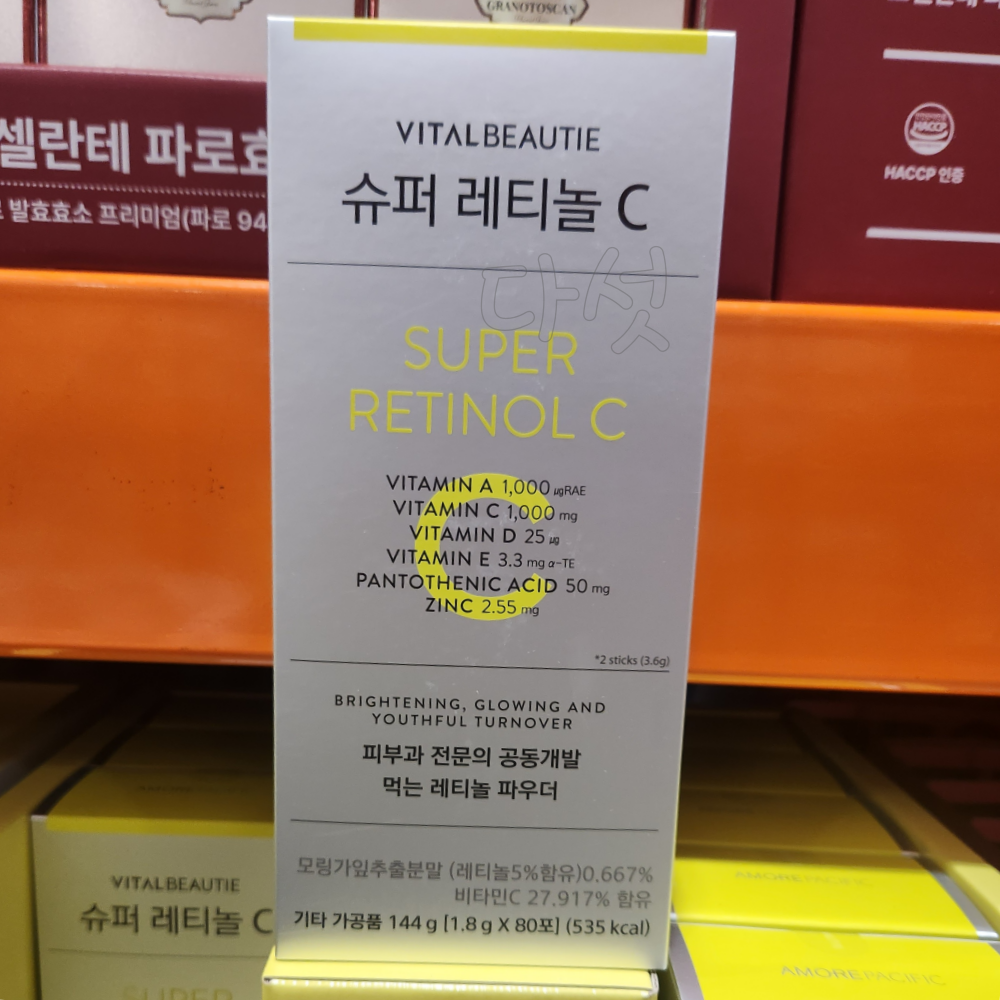 GRANOTOSCAN
셀란테 파로효
발효효소 프리미엄(파로 94
HACCP
HACCP 인증
VITALBEAUTIE
슈퍼 레티놀 C
다섯
SUPER
RETINOL C
VITAMIN A 1,000 μgRAE
VITAMIN C 1,000 mg
VITAMIN D 25 μg
VITAMIN E 3.3 mg α-TE
PANTOTHENIC ACID 50 mg
ZINC 2.55 mg
*2 sticks (3.6g)
BRIGHTENING, GLOWING AND
YOUTHFUL TURNOVER
피부과 전문의 공동개발
먹는 레티놀 파우더
모링가잎추출분말 (레티놀5%함유)0.667%
비타민C 27.917% 함유
기타 가공품 144 g [1.8 g X 80포] (535 kcal)
VITALBEAUTIE
슈퍼 레티놀 C
SUPER
AMOREPACIFIC
AMOREPACIFIC